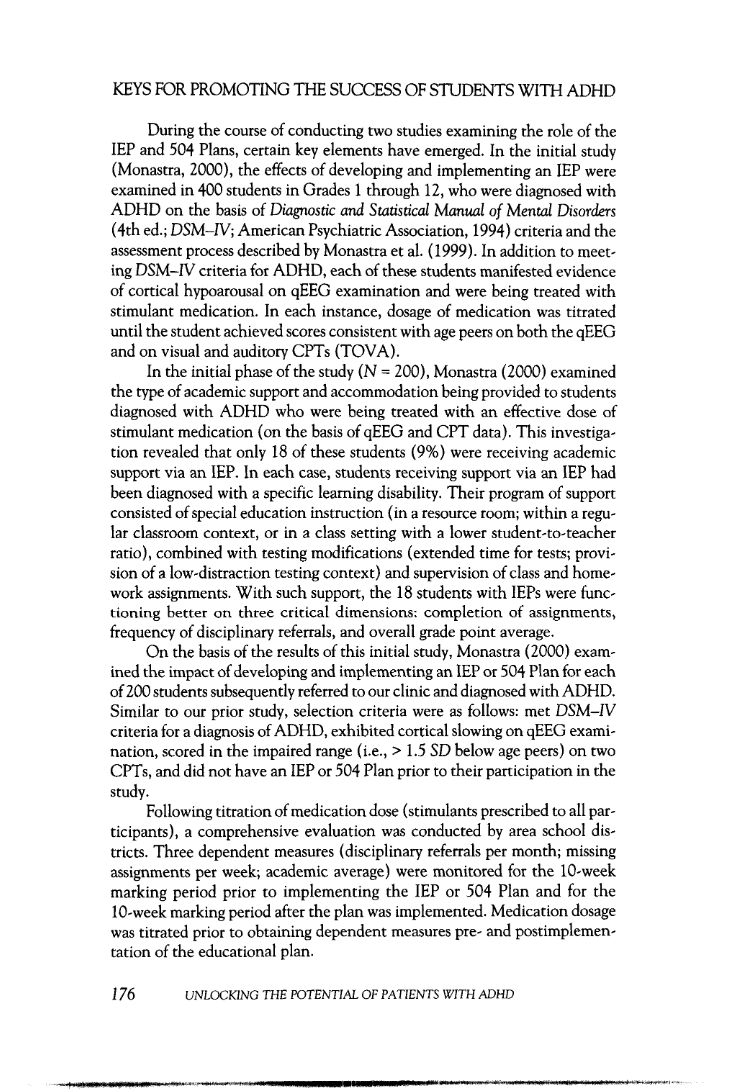 KEYS FOR PROMOTING THE SUCCESS OF STUDENTS WITH ADHD
During the course of conducting two studies examining the role of the
IEP and 504 Plans, certain key elements have emerged. In the initial study
(Monastra, 2000), the effects of developing and implementing an IEP were
examined in 400 students in Grades 1 through 12, who were diagnosed with
ADHD on the basis of Diagnostic and Statistical Manual of Mental Disorders
(4th ed.; DSM–IV; American Psychiatric Association, 1994) criteria and the
assessment process described by Monastra et al. (1999). In addition to meet-
ing DSM–IV criteria for ADHD, each of these students manifested evidence
of cortical hypoarousal on qEEG examination and were being treated with
stimulant medication. In each instance, dosage of medication was titrated
until the student achieved scores consistent with age peers on both the qEEG
and on visual and auditory CPTs (TOVA).
In the initial phase of the study (N = 200), Monastra (2000) examined
the type of academic support and accommodation being provided to students
diagnosed with ADHD who were being treated with an effective dose of
stimulant medication (on the basis of qEEG and CPT data). This investiga-
tion revealed that only 18 of these students (9%) were receiving academic
support via an IEP. In each case, students receiving support via an IEP had
been diagnosed with a specific learning disability. Their program of support
consisted of special education instruction (in a resource room; within a regu-
lar classroom context, or in a class setting with a lower student-to-teacher
ratio), combined with testing modifications (extended time for tests; provi-
sion of a low-distraction testing context) and supervision of class and home-
work assignments. With such support, the 18 students with IEPs were func-
tioning better on three critical dimensions: completion of assignments,
frequency of disciplinary referrals, and overall grade point average.
On the basis of the results of this initial study, Monastra (2000) exam-
ined the impact of developing and implementing an IEP or 504 Plan for each
of 200 students subsequently referred to our clinic and diagnosed with ADHD.
Similar to our prior study, selection criteria were as follows: met DSM–IV
criteria for a diagnosis of ADHD, exhibited cortical slowing on qEEG exami-
nation, scored in the impaired range (i.e., > 1.5 SD below age peers) on two
CPTs, and did not have an IEP or 504 Plan prior to their participation in the
study.
Following titration of medication dose (stimulants prescribed to all par-
ticipants), a comprehensive evaluation was conducted by area school dis-
tricts. Three dependent measures (disciplinary referrals per month; missing
assignments per week; academic average) were monitored for the 10-week
marking period prior to implementing the IEP or 504 Plan and for the
10-week marking period after the plan was implemented. Medication dosage
was titrated prior to obtaining dependent measures pre- and postimplemen-
tation of the educational plan.
176 UNLOCKING THE POTENTIAL OF PATIENTS WITH ADHD